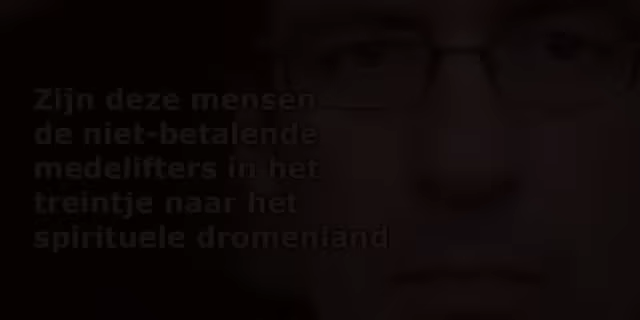 Zijn deze mensen
de niet-betalende
medelifters in het
treintje naar het
spirituele dromenland